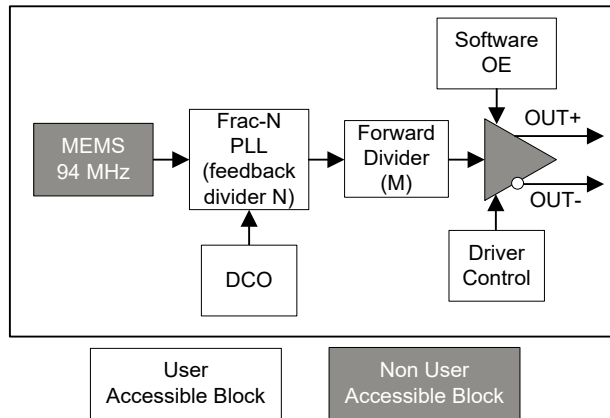 Software
OE
OUT+
MEMS
94 MHz
Frac-N
PLL
(feedback
divider N)
Forward
Divider
(M)
OUT-
DCO
Driver
Control
User
Accessible Block
Non User
Accessible Block